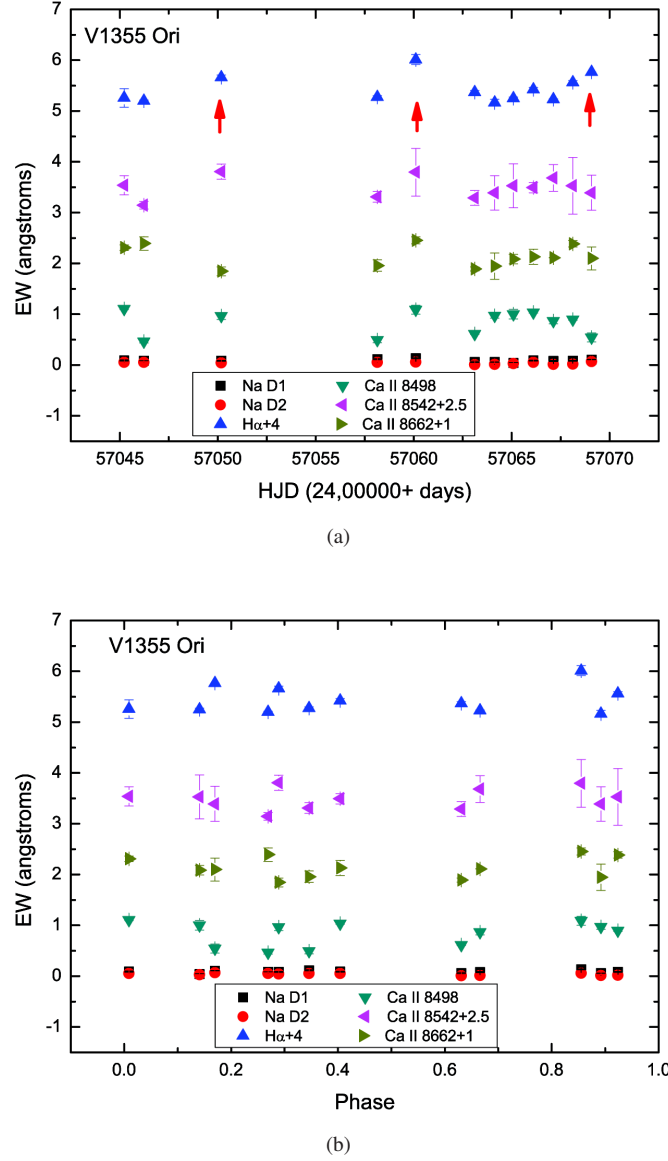 (a)
V1355 Ori
7
6
5
4
3
2
1
0
-1
EW (angstroms)
Na D1
Na D2
Hα+4
Ca II 8498
Ca II 8542+2.5
Ca II 8662+1
57045 57050 57055 57060 57065 57070
HJD (24,00000+ days)
(a)
V1355 Ori
7
6
5
4
3
2
1
0
-1
EW (angstroms)
Na D1
Na D2
Hα+4
Ca II 8498
Ca II 8542+2.5
Ca II 8662+1
0.0 0.2 0.4 0.6 0.8 1.0
Phase
(b)